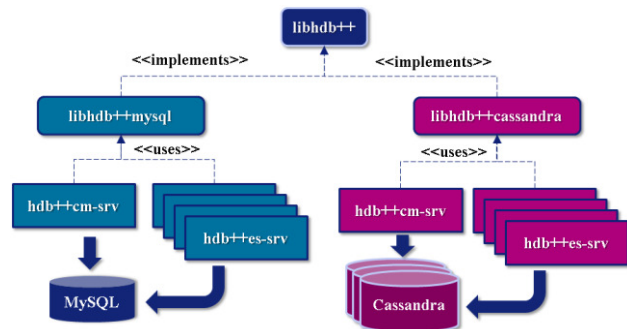 libhdb++
<<implements>> <<implements>>
libhdb++mysql
libhdb++cassandra
<<uses>>
<<uses>>
hdb++cm-srv
hdb++es-srv
hdb++cm-srv
hdb++es-srv
MySQL
Cassandra